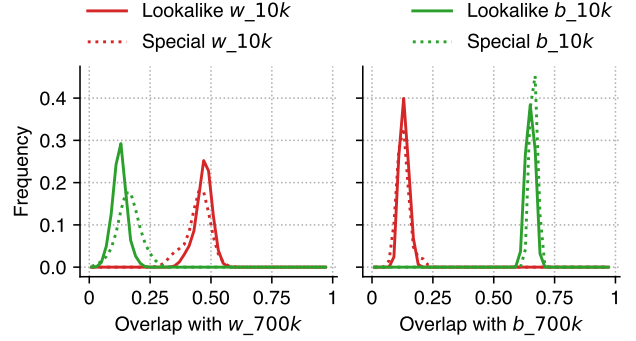 Lookalike w_10k
Special w_10k
Lookalike b_10k
Special b_10k
Frequency
0.4
0.3
0.2
0.1
0.0
0 0.25 0.50 0.75 1
Overlap with w_700k
0 0.25 0.50 0.75 1
Overlap with b_700k